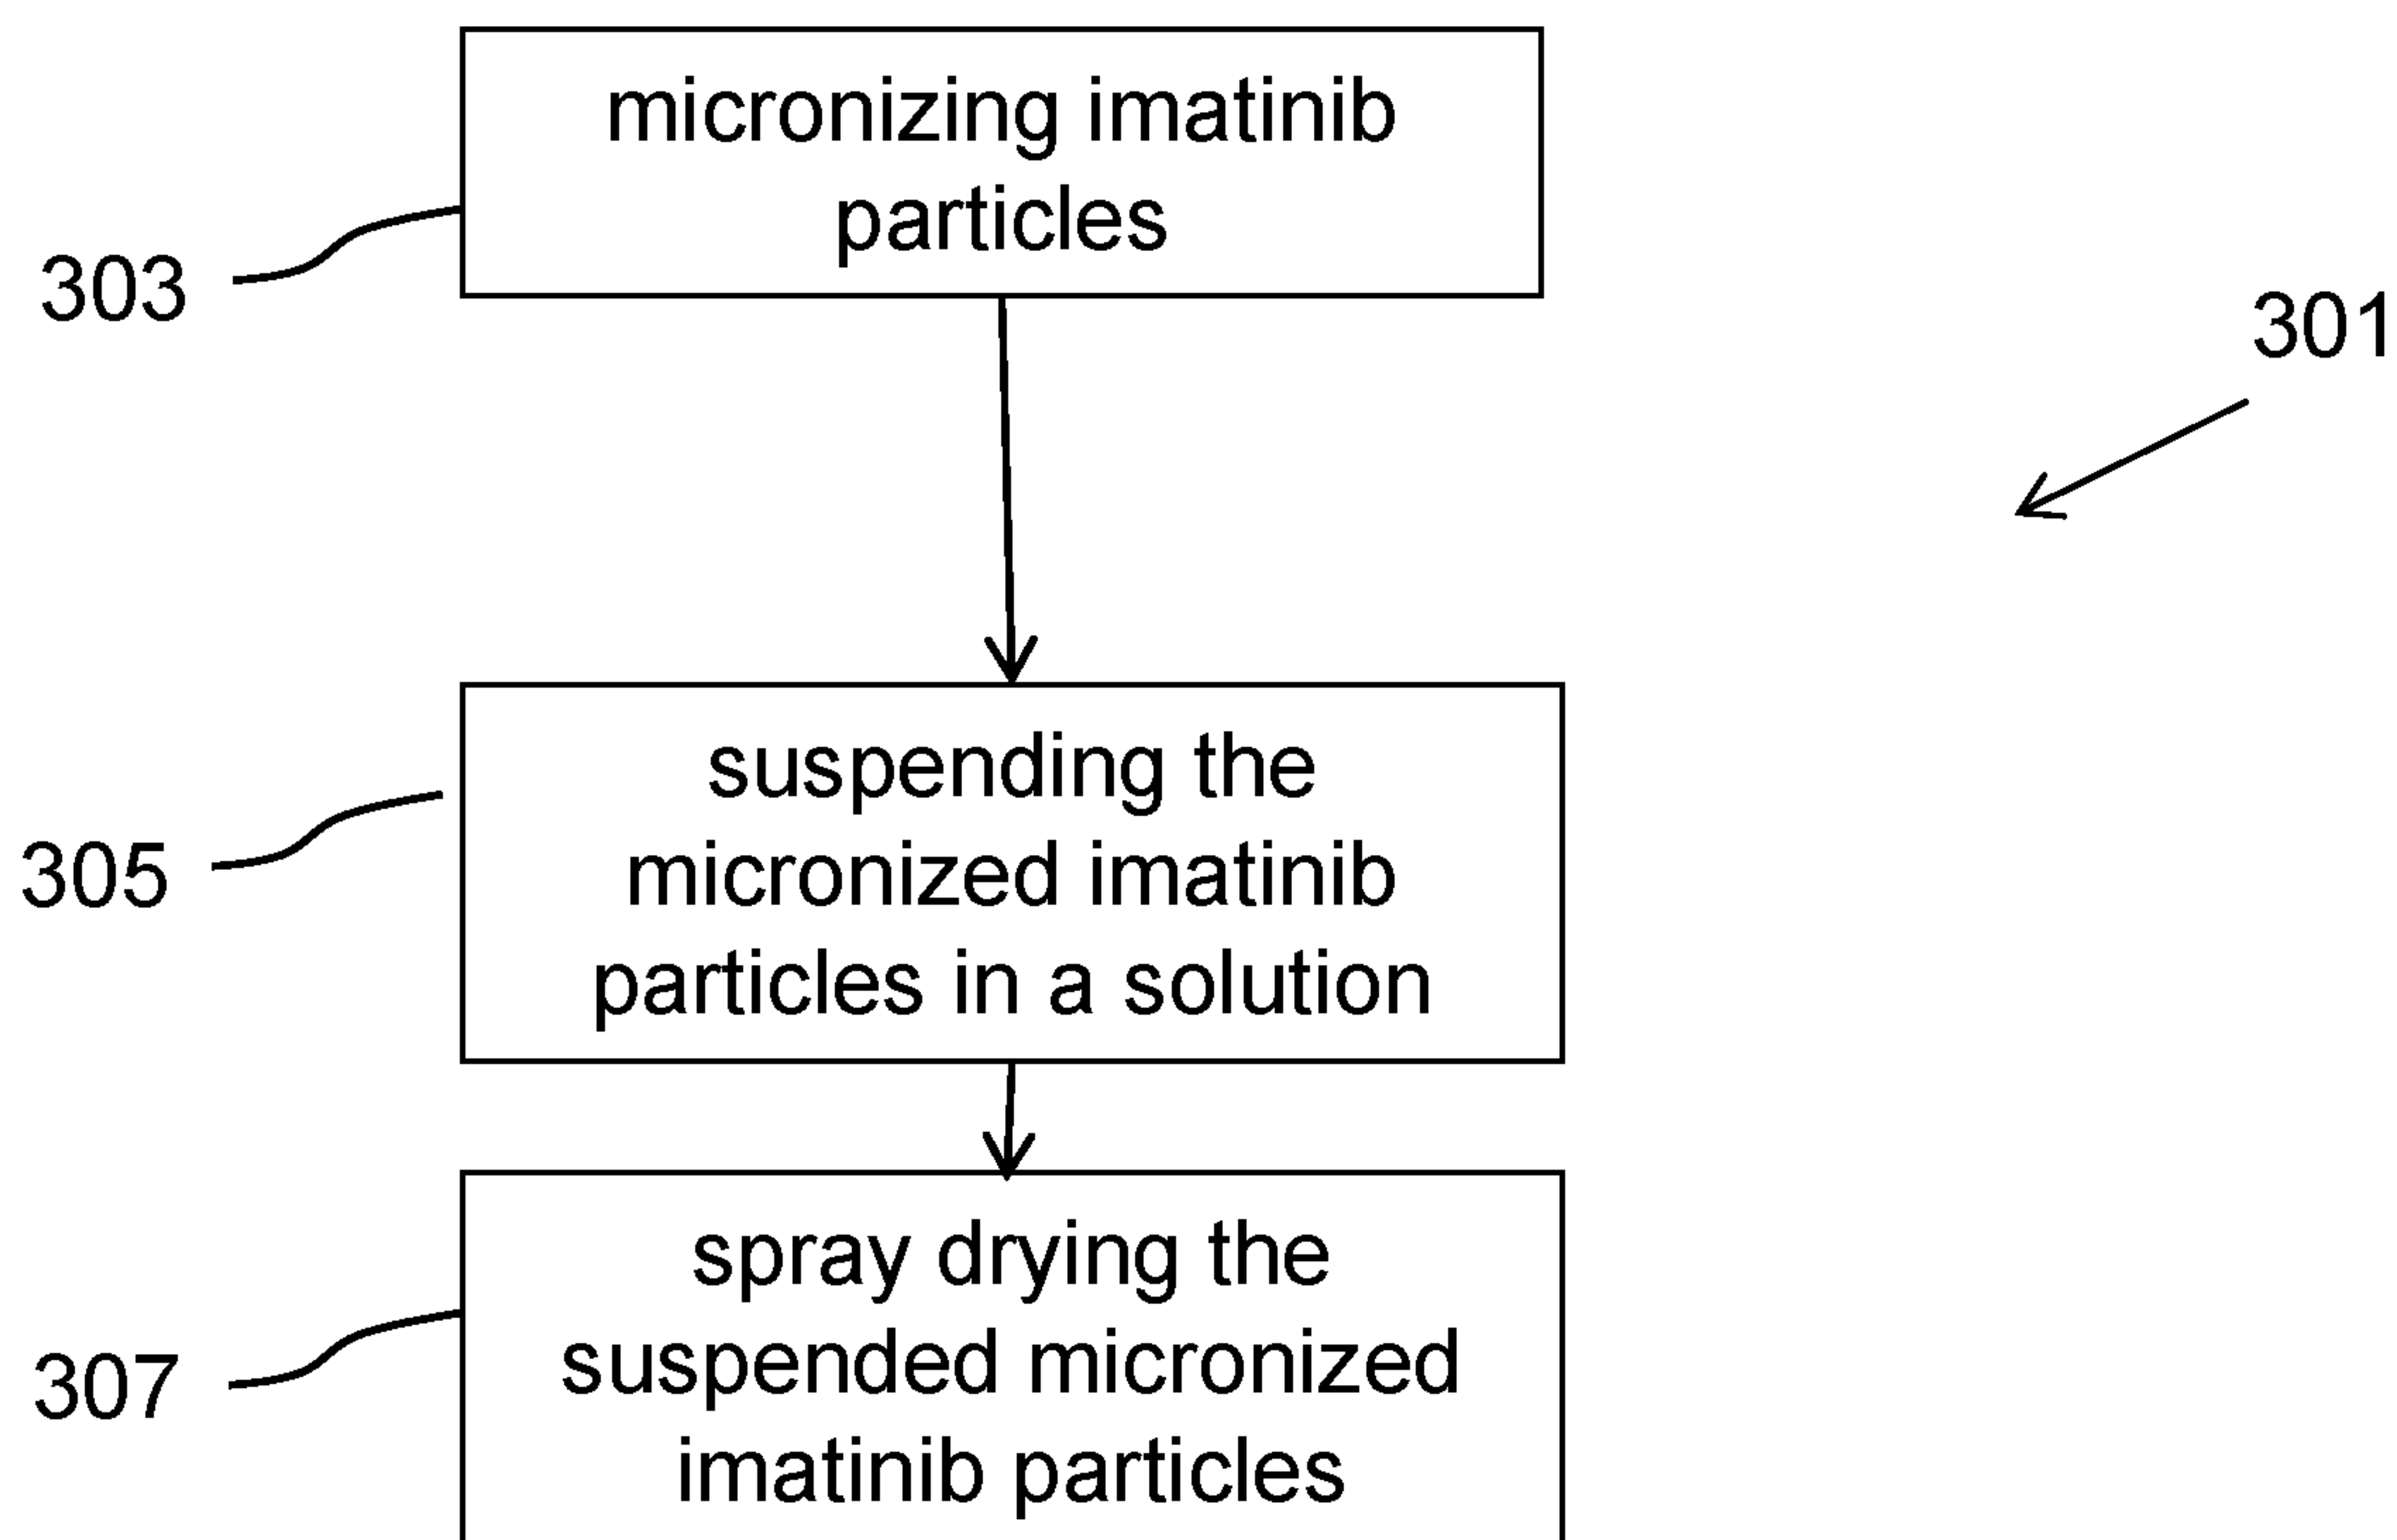 micronizing imatinib
particles
303
301
suspending the
micronized imatinib
particles in a solution
305
spray drying the
suspended micronized
imatinib particles
307